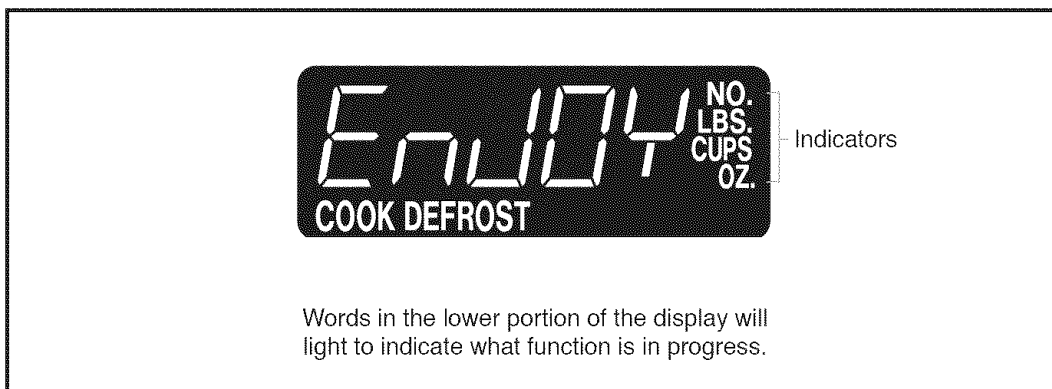 EnJOY
NO.
LBS.
CUPS
OZ.
Indicators
COOK DEFROST
Words in the lower portion of the display will
light to indicate what function is in progress.